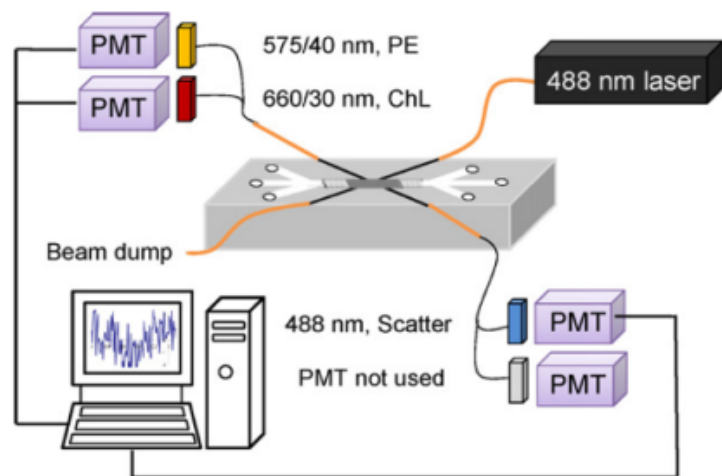 PMT
575/40 nm, PE
PMT
660/30 nm, ChL
488 nm laser
Beam dump
488 nm, Scatter
PMT
PMT not used
PMT